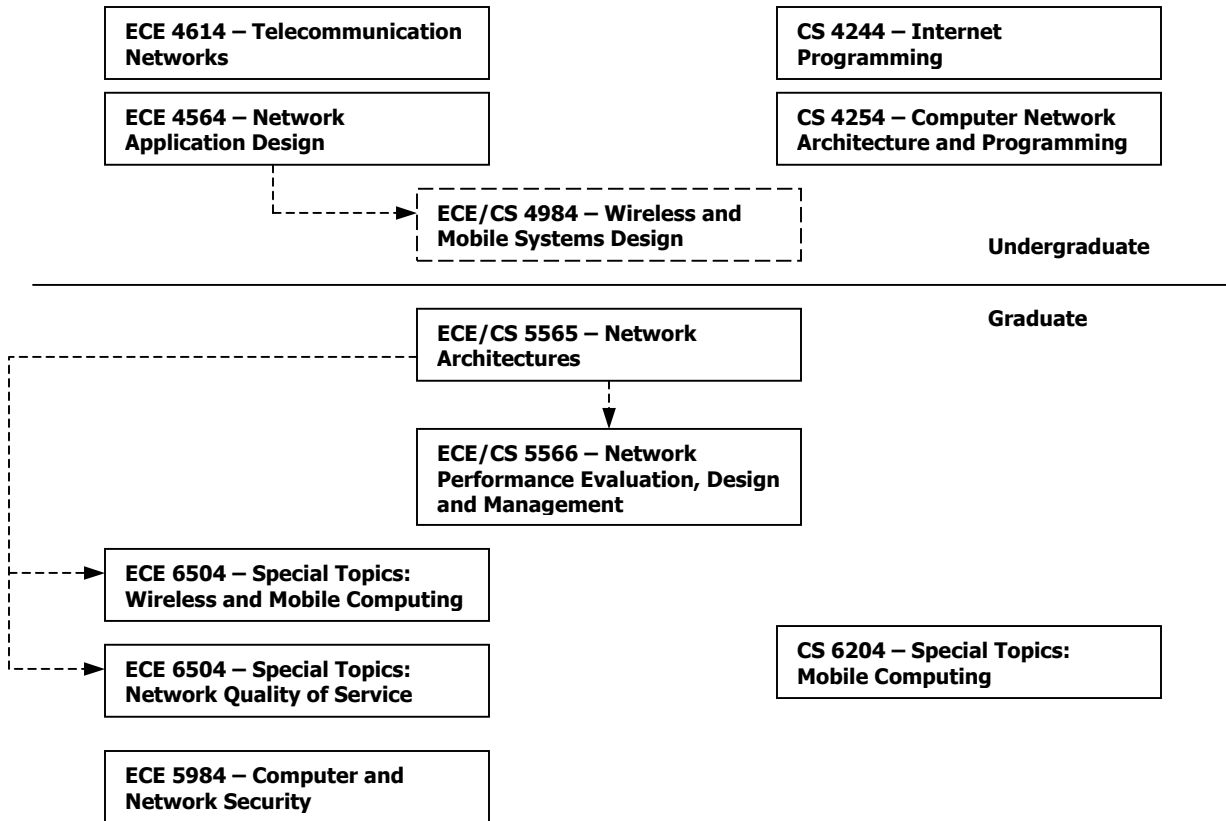 ECE 4614 – Telecommunication
Networks
CS 4244 – Internet
Programming
ECE 4564 – Network
Application Design
CS 4254 – Computer Network
Architecture and Programming
ECE/CS 4984 – Wireless and
Mobile Systems Design
Undergraduate
Graduate
ECE/CS 5565 – Network
Architectures
ECE/CS 5566 – Network
Performance Evaluation, Design
and Management
ECE 6504 – Special Topics:
Wireless and Mobile Computing
CS 6204 – Special Topics:
Mobile Computing
ECE 6504 – Special Topics:
Network Quality of Service
ECE 5984 – Computer and
Network Security